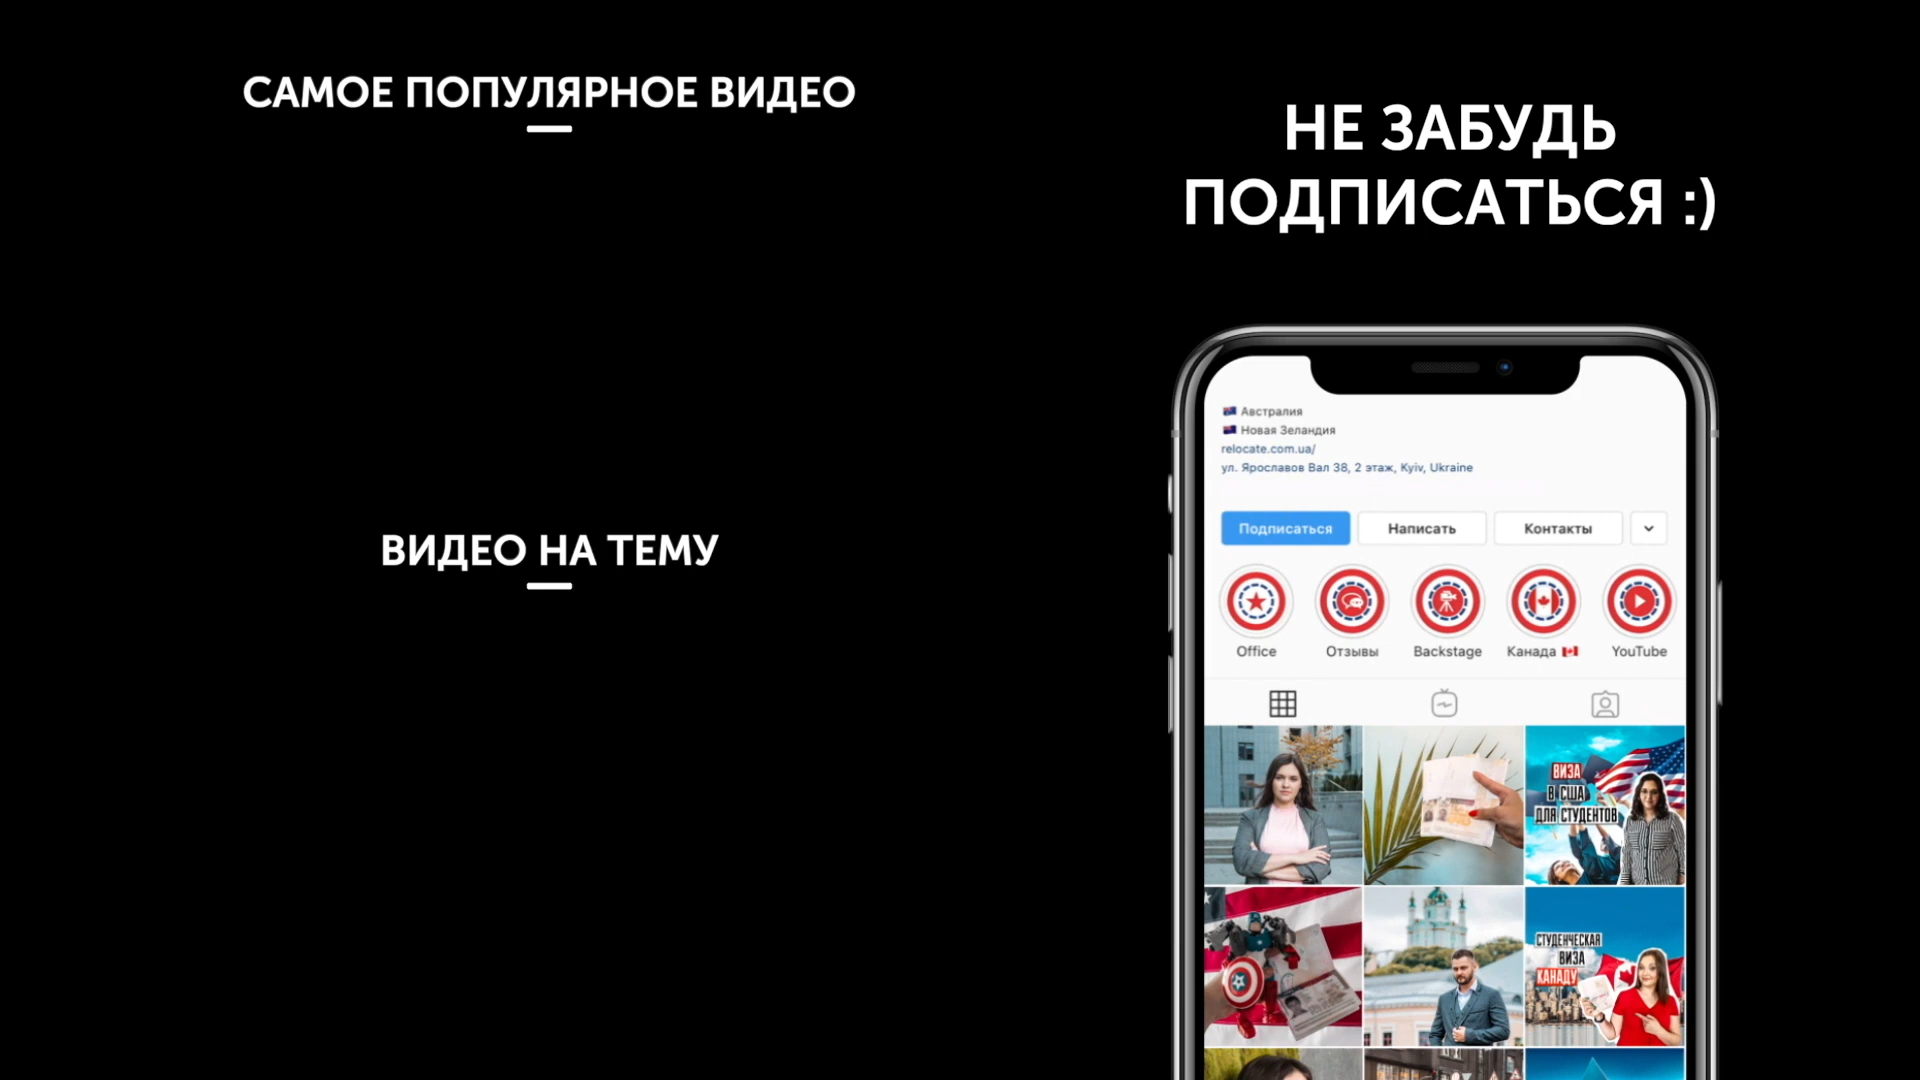 САМОЕ ПОПУЛЯРНОЕ ВИДЕО
НЕ ЗАБУДЬ
ПОДПИСАТЬСЯ :)
ВИДЕО НА ТЕМУ
Австралия
Новая Зеландия
relocate.com.ua/
ул. Ярославов Вал 38, 2 этаж, Kyiv, Ukraine
Подписаться
Написать
Контакты
Office
Отзывы
Backstage
Канада
YouTube
ВИЗА
В США
ДЛЯ СТУДЕНТОВ
СТУДЕНЧЕСКАЯ
ВИЗА
КАНАДУ